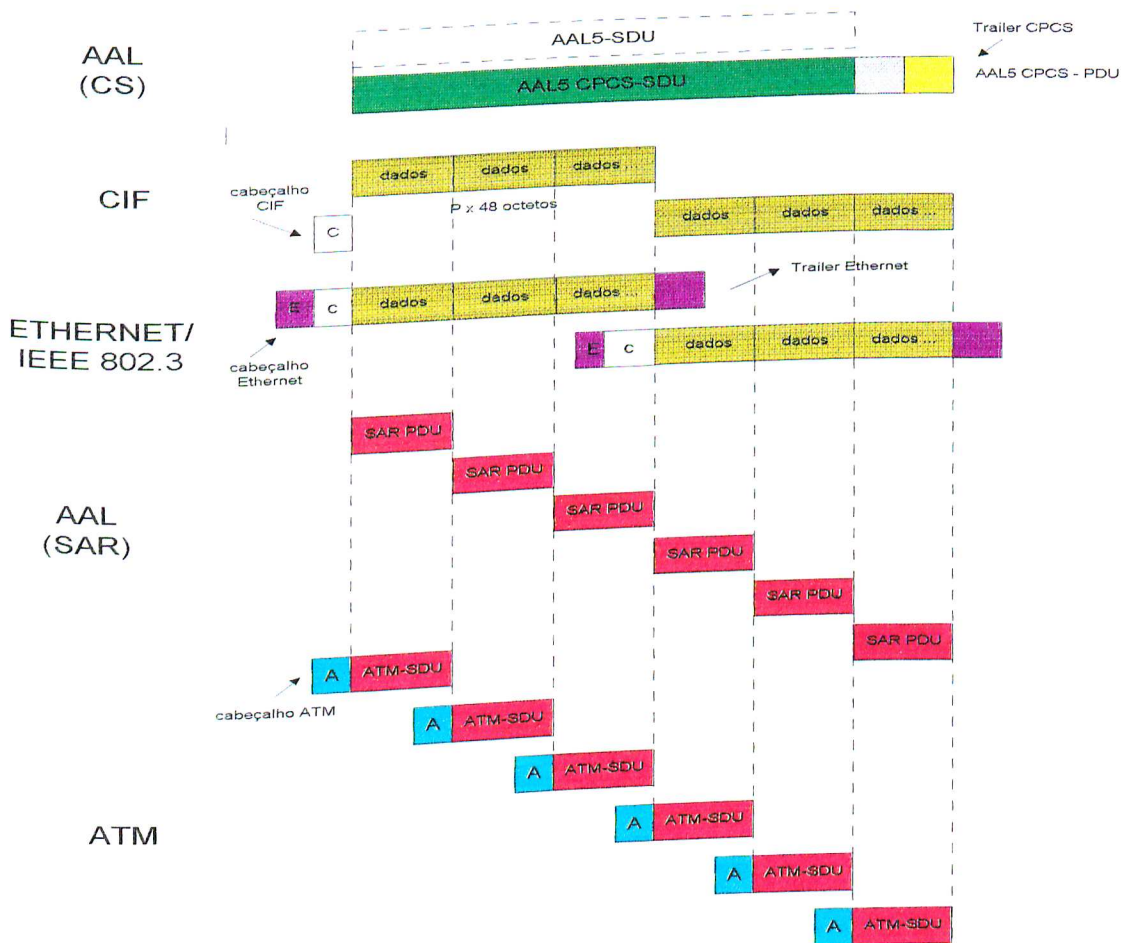 AAL5-SDU
Trailer CPCS
AAL
(CS)
AAL5 CPCS-SDU
AAL5 CPCS - PDU
CIF
cabeçalho
CIF
dados
dados
dados ...
P x 48 octetos
C
dados
dados
dados ...
Trailer Ethernet
E
C
dados
dados
dados ...
ETHERNET/
IEEE 802.3
cabeçalho
Ethernet
E
C
dados
dados
dados ...
SAR PDU
SAR PDU
SAR PDU
AAL
(SAR)
SAR PDU
SAR PDU
SAR PDU
A
ATM-SDU
cabeçalho ATM
A
ATM-SDU
A
ATM-SDU
A
ATM-SDU
ATM
A
ATM-SDU
A
ATM-SDU